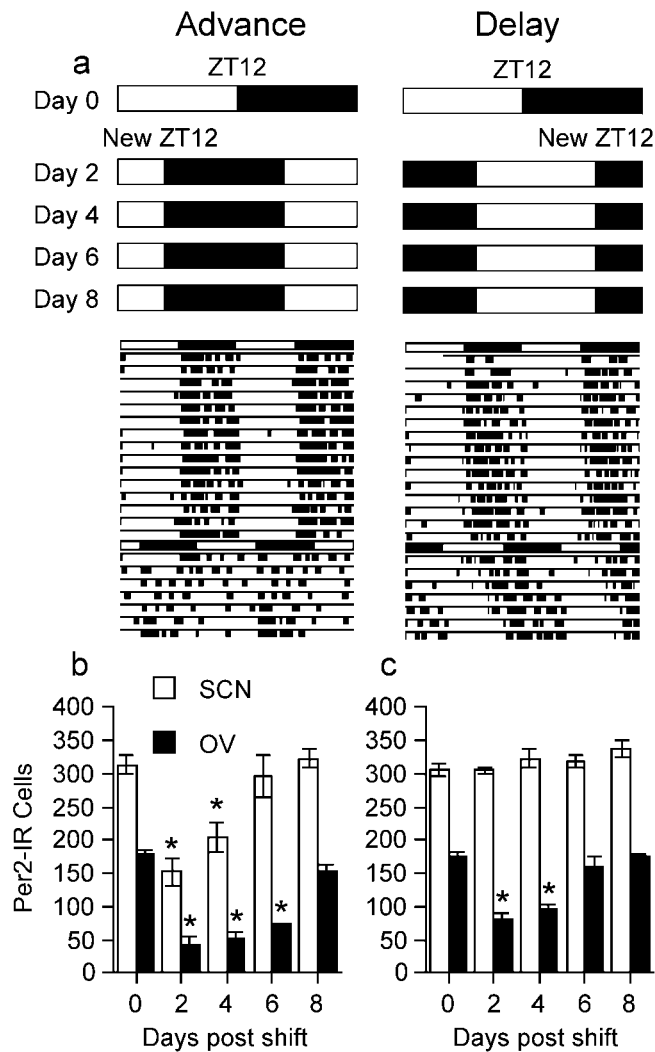 Advance Delay
a
ZT12 ZT12
Day 0
New ZT12 New ZT12
Day 2
Day 4
Day 6
Day 8
b c
SCN
OV
Per2-IR Cells
400 400
350 350
300 300
250 250
200 200
150 150
100 100
50 50
0 0
* * * * * * *
0 2 4 6 8 0 2 4 6 8
Days post shift Days post shift